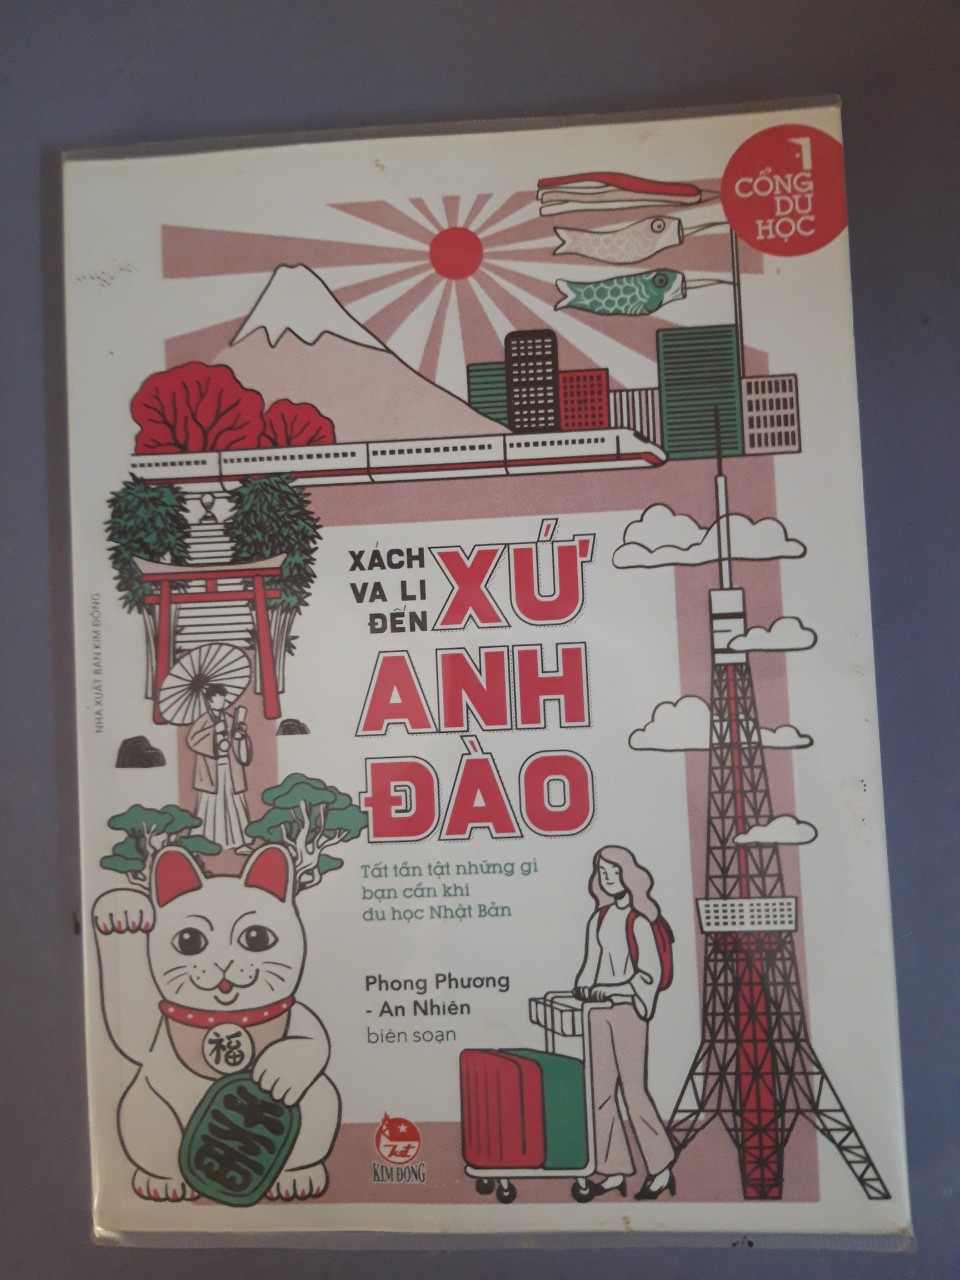 CỔNG
DU
HỌC
XÁCH
VA LI
ĐẾN
XỨ
ANH
ĐÀO
Tất tần tật những gì
bạn cần khi
du học Nhật Bản
Phong Phương
- An Nhiên
biên soạn
NHÀ XUẤT BẢN KIM ĐỒNG
福
KIM ĐỒNG